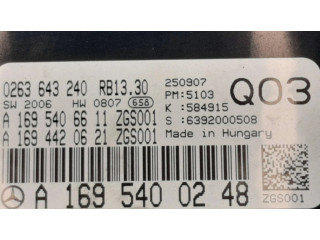 0263 643 240 RB13.30
SW 2006 HW 0807 658
A 169 540 66 11 ZGS001
A 169 442 06 21 ZGS001
250907
PM:5103
K :584915
S :6392000508
Made in Hungary
Q03
A 169 540 02 48
ZGS001